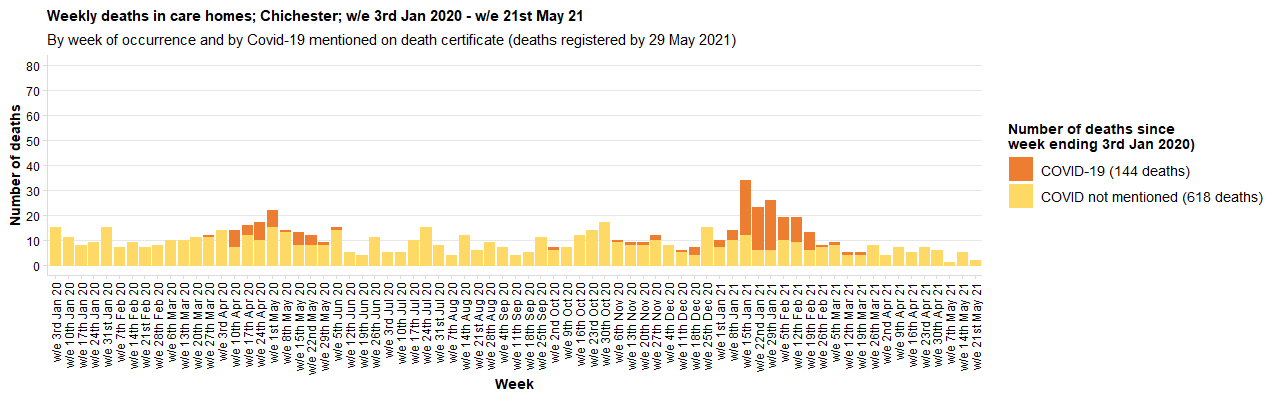 Weekly deaths in care homes; Chichester; w/e 3rd Jan 2020 - w/e 21st May 21
By week of occurrence and by Covid-19 mentioned on death certificate (deaths registered by 29 May 2021)
Number of deaths
80
70
60
50
40
30
20
10
0
w/e 3rd Jan 20
w/e 10th Jan 20
w/e 17th Jan 20
w/e 24th Jan 20
w/e 31st Jan 20
w/e 7th Feb 20
w/e 14th Feb 20
w/e 21st Feb 20
w/e 28th Feb 20
w/e 6th Mar 20
w/e 13th Mar 20
w/e 20th Mar 20
w/e 27th Mar 20
w/e 3rd Apr 20
w/e 10th Apr 20
w/e 17th Apr 20
w/e 24th Apr 20
w/e 1st May 20
w/e 8th May 20
w/e 15th May 20
w/e 22nd May 20
w/e 29th May 20
w/e 5th Jun 20
w/e 12th Jun 20
w/e 19th Jun 20
w/e 26th Jun 20
w/e 3rd Jul 20
w/e 10th Jul 20
w/e 17th Jul 20
w/e 24th Jul 20
w/e 31st Jul 20
w/e 7th Aug 20
w/e 14th Aug 20
w/e 21st Aug 20
w/e 28th Aug 20
w/e 4th Sep 20
w/e 11th Sep 20
w/e 18th Sep 20
w/e 25th Sep 20
w/e 2nd Oct 20
w/e 9th Oct 20
w/e 16th Oct 20
w/e 23rd Oct 20
w/e 30th Oct 20
w/e 6th Nov 20
w/e 13th Nov 20
w/e 20th Nov 20
w/e 27th Nov 20
w/e 4th Dec 20
w/e 11th Dec 20
w/e 18th Dec 20
w/e 25th Dec 20
w/e 1st Jan 21
w/e 8th Jan 21
w/e 15th Jan 21
w/e 22nd Jan 21
w/e 29th Jan 21
w/e 5th Feb 21
w/e 12th Feb 21
w/e 19th Feb 21
w/e 26th Feb 21
w/e 5th Mar 21
w/e 12th Mar 21
w/e 19th Mar 21
w/e 26th Mar 21
w/e 2nd Apr 21
w/e 9th Apr 21
w/e 16th Apr 21
w/e 23rd Apr 21
w/e 30th Apr 21
w/e 7th May 21
w/e 14th May 21
w/e 21st May 21
Week
Number of deaths since
week ending 3rd Jan 2020)
COVID-19 (144 deaths)
COVID not mentioned (618 deaths)